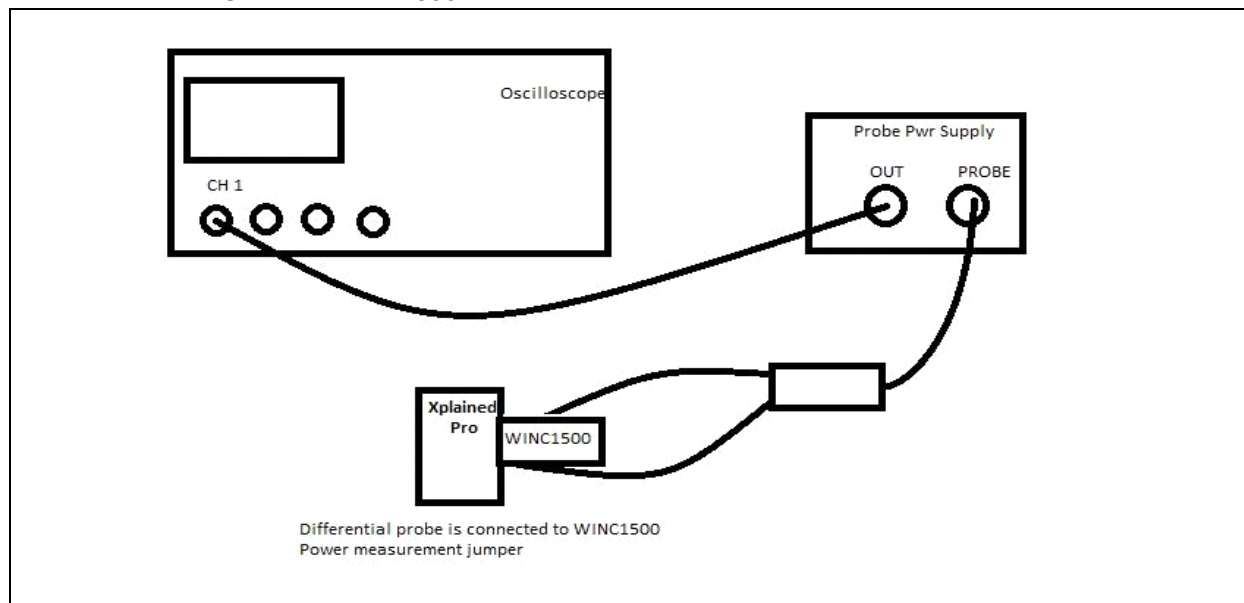 Oscilloscope
CH 1
Probe Pwr Supply
OUT
PROBE
Xplained
Pro
WINC1500
Differential probe is connected to WINC1500
Power measurement jumper